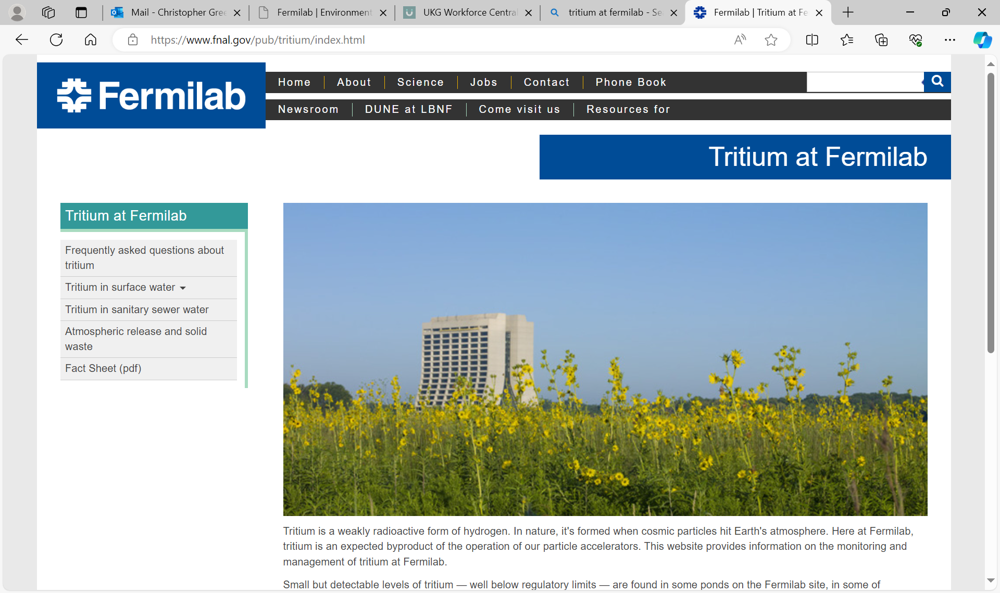 Mail - Christopher Gree
Fermilab | Environment
UKG Workforce Central
tritium at fermilab - Se
Fermilab | Tritium at Fe
https://www.fnal.gov/pub/tritium/index.html
Fermilab
Home About Science Jobs Contact Phone Book
Newsroom DUNE at LBNF Come visit us Resources for
Tritium at Fermilab
Tritium at Fermilab
Frequently asked questions about
tritium
Tritium in surface water
Tritium in sanitary sewer water
Atmospheric release and solid
waste
Fact Sheet (pdf)
Tritium is a weakly radioactive form of hydrogen. In nature, it's formed when cosmic particles hit Earth's atmosphere. Here at Fermilab,
tritium is an expected byproduct of the operation of our particle accelerators. This website provides information on the monitoring and
management of tritium at Fermilab.
Small but detectable levels of tritium — well below regulatory limits — are found in some ponds on the Fermilab site, in some of